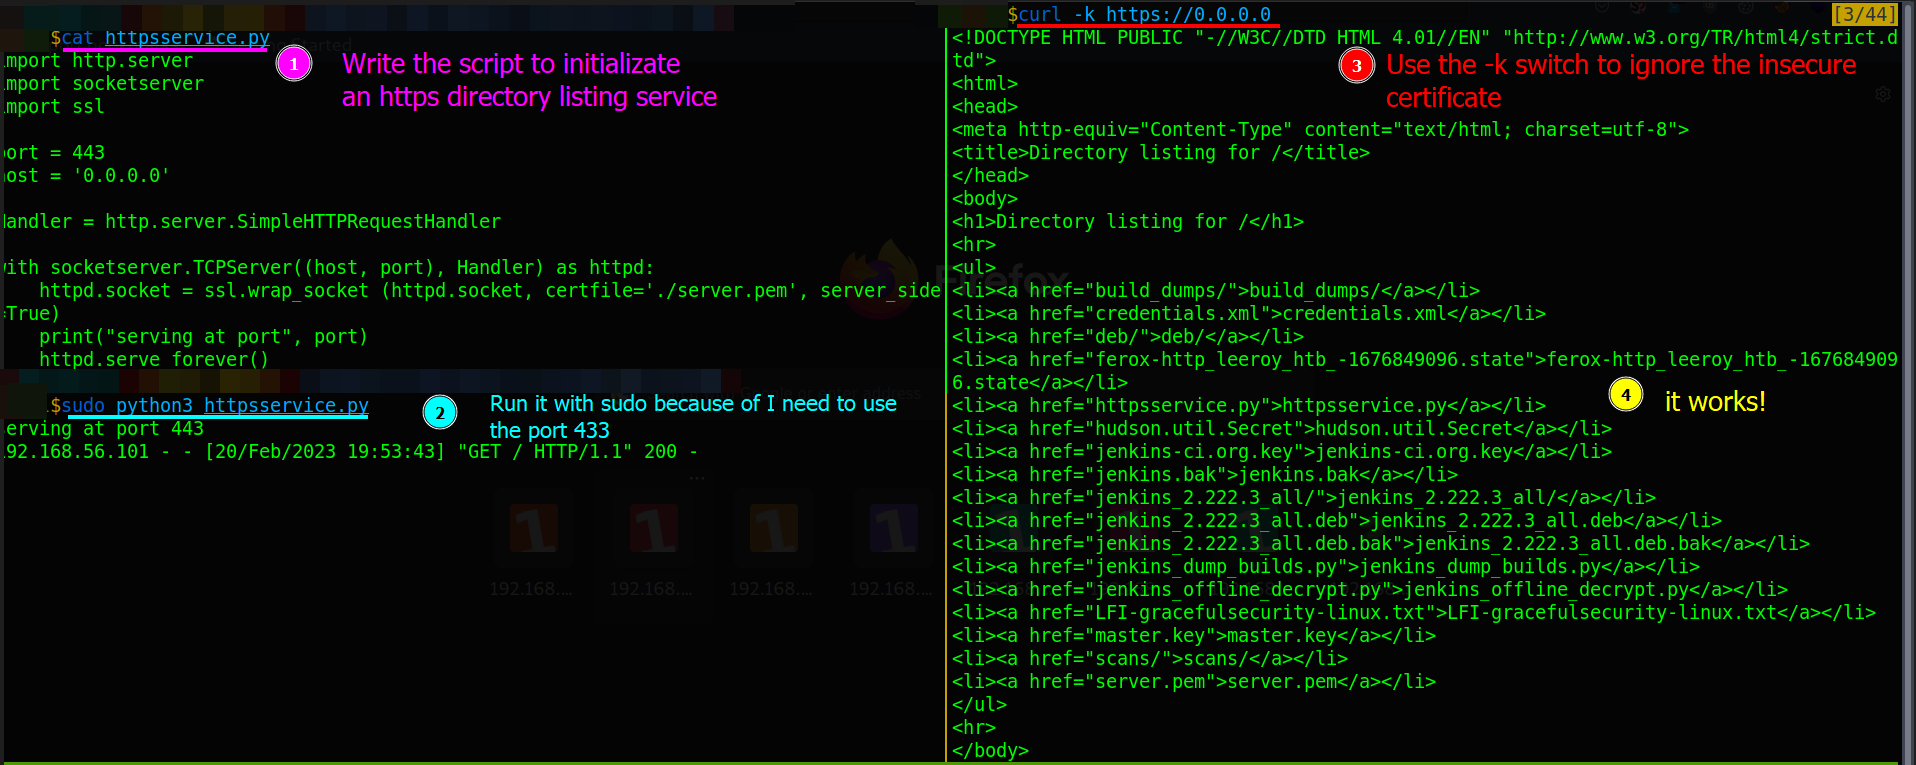 $cat httpsservice.py
1
Write the script to initializate
an https directory listing service
mport http.server
mport socketserver
mport ssl
ort = 443
ost = '0.0.0.0'
andler = http.server.SimpleHTTPRequestHandler
ith socketserver.TCPServer((host, port), Handler) as httpd:
httpd.socket = ssl.wrap_socket (httpd.socket, certfile='./server.pem', server_side
=True)
print("serving at port", port)
httpd.serve forever()
$sudo python3 httpsservice.py
2
Run it with sudo because of I need to use
the port 433
erving at port 443
92.168.56.101 - - [20/Feb/2023 19:53:43] "GET / HTTP/1.1" 200 -
192.168.... 192.168.... 192.168.... 192.168....
Firefox
$curl -k https://0.0.0.0
[3/44]
3
Use the -k switch to ignore the insecure
certificate
<!DOCTYPE HTML PUBLIC "-//W3C//DTD HTML 4.01//EN" "http://www.w3.org/TR/html4/strict.d
td">
<html>
<head>
<meta http-equiv="Content-Type" content="text/html; charset=utf-8">
<title>Directory listing for /</title>
</head>
<body>
<h1>Directory listing for /</h1>
<hr>
<ul>
<li><a href="build_dumps/">build_dumps/</a></li>
<li><a href="credentials.xml">credentials.xml</a></li>
<li><a href="deb/">deb/</a></li>
<li><a href="ferox-http_leeroy_htb_-1676849096.state">ferox-http_leeroy_htb_-167684909
6.state</a></li>
4
it works!
<li><a href="httpsservice.py">httpsservice.py</a></li>
<li><a href="hudson.util.Secret">hudson.util.Secret</a></li>
<li><a href="jenkins-ci.org.key">jenkins-ci.org.key</a></li>
<li><a href="jenkins.bak">jenkins.bak</a></li>
<li><a href="jenkins_2.222.3_all/">jenkins_2.222.3_all/</a></li>
<li><a href="jenkins_2.222.3_all.deb">jenkins_2.222.3_all.deb</a></li>
<li><a href="jenkins_2.222.3_all.deb.bak">jenkins_2.222.3_all.deb.bak</a></li>
<li><a href="jenkins_dump_builds.py">jenkins_dump_builds.py</a></li>
<li><a href="jenkins_offline_decrypt.py">jenkins_offline_decrypt.py</a></li>
<li><a href="LFI-gracefulsecurity-linux.txt">LFI-gracefulsecurity-linux.txt</a></li>
<li><a href="master.key">master.key</a></li>
<li><a href="scans/">scans/</a></li>
<li><a href="server.pem">server.pem</a></li>
</ul>
<hr>
</body>